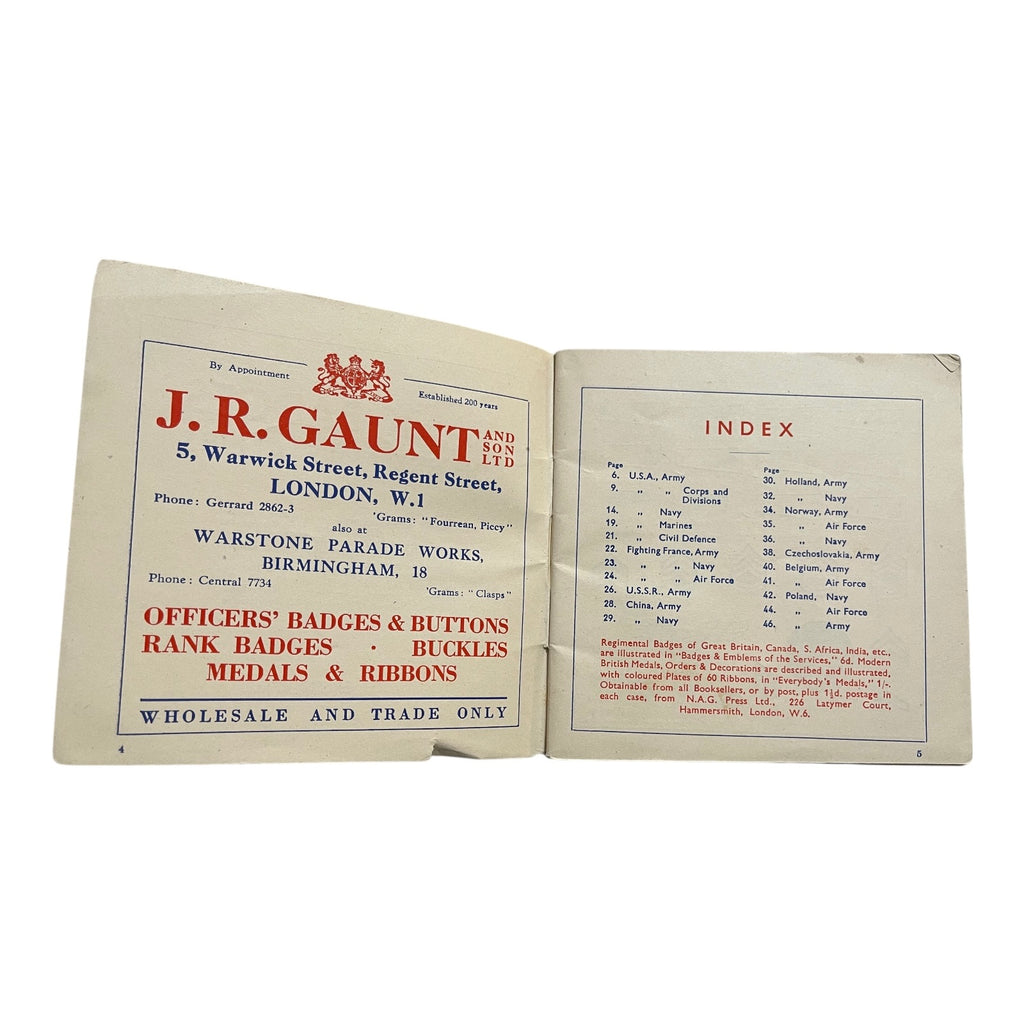 By Appointment
Established 200 years
J. R. GAUNT AND SON LTD
5, Warwick Street, Regent Street,
LONDON, W.1
Phone: Gerrard 2862-3
'Grams: "Fourrean, Piccy"
also at
WARSTONE PARADE WORKS,
BIRMINGHAM, 18
Phone: Central 7734
'Grams: "Clasps"
OFFICERS' BADGES & BUTTONS
RANK BADGES · BUCKLES
MEDALS & RIBBONS
WHOLESALE AND TRADE ONLY
4
INDEX
Page
6. U.S.A., Army
9. " " Corps and
Divisions
14. " Navy
19. " Marines
21. " Civil Defence
22. Fighting France, Army
23. " " Navy
24. " " Air Force
26. U.S.S.R., Army
28. China, Army
29. " Navy
Page
30. Holland, Army
32. " Navy
34. Norway, Army
35. " Air Force
36. " Navy
38. Czechoslovakia, Army
40. Belgium, Army
41. " Air Force
42. Poland, Navy
44. " Air Force
46. " Army
Regimental Badges of Great Britain, Canada, S. Africa, India, etc.,
are illustrated in "Badges & Emblems of the Services," 6d. Modern
British Medals, Orders & Decorations are described and illustrated,
with coloured Plates of 60 Ribbons, in "Everybody's Medals," 1/-.
Obtainable from all Booksellers, or by post, plus 1½d. postage in
each case, from N.A.G. Press Ltd., 226 Latymer Court,
Hammersmith, London, W.6.
5